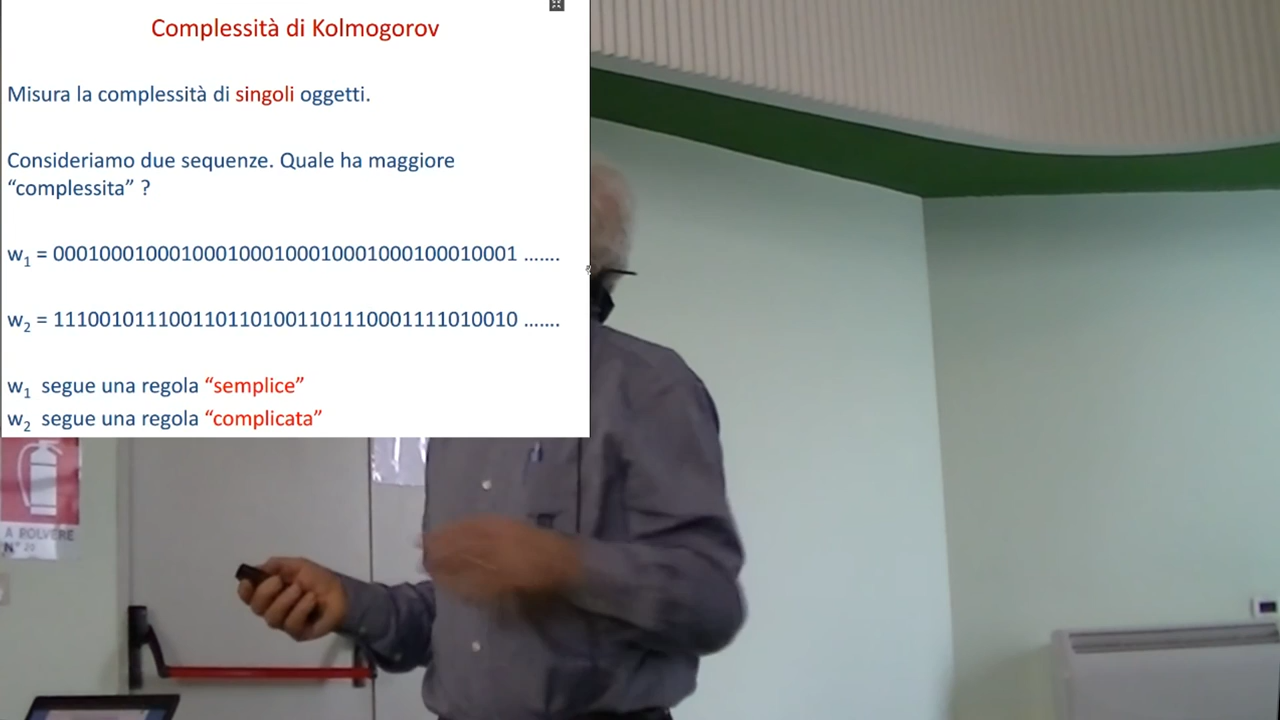 Complessità di Kolmogorov
Misura la complessità di singoli oggetti.
Consideriamo due sequenze. Quale ha maggiore
“complessita” ?
w1 = 0001000100010001000100010001000100010001 .......
w2 = 1110010111001101101001101110001111010010 .......
w1 segue una regola “semplice”
w2 segue una regola “complicata”
A POLVERE
N° 20